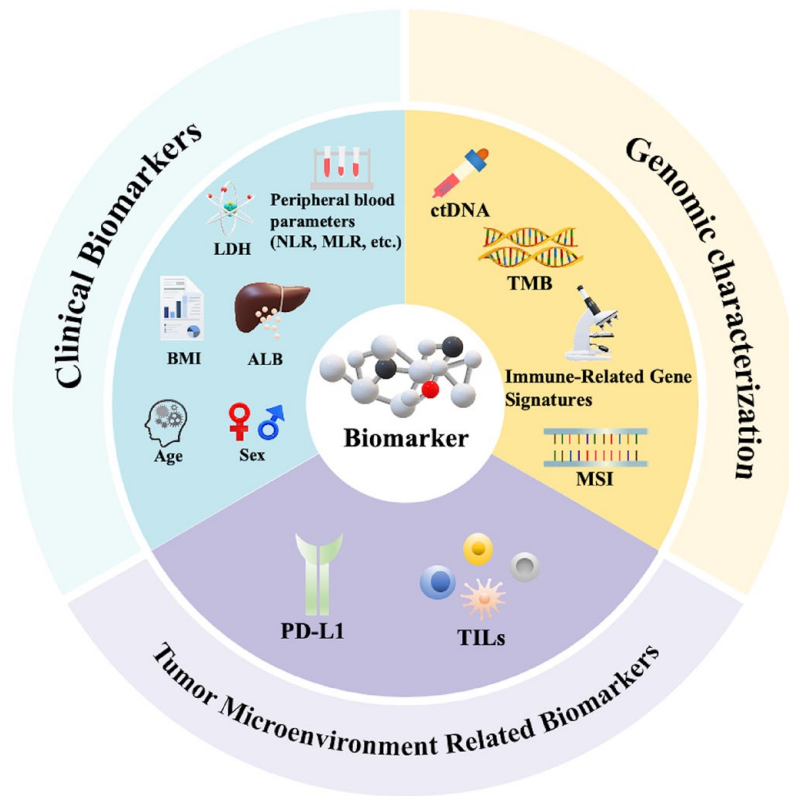 Clinical Biomarkers
Peripheral blood
parameters
(NLR, MLR, etc.)
LDH
BMI
ALB
Age
Sex
Genomic characterization
ctDNA
TMB
Immune-Related Gene
Signatures
MSI
Biomarker
PD-L1
TILs
Tumor Microenvironment Related Biomarkers